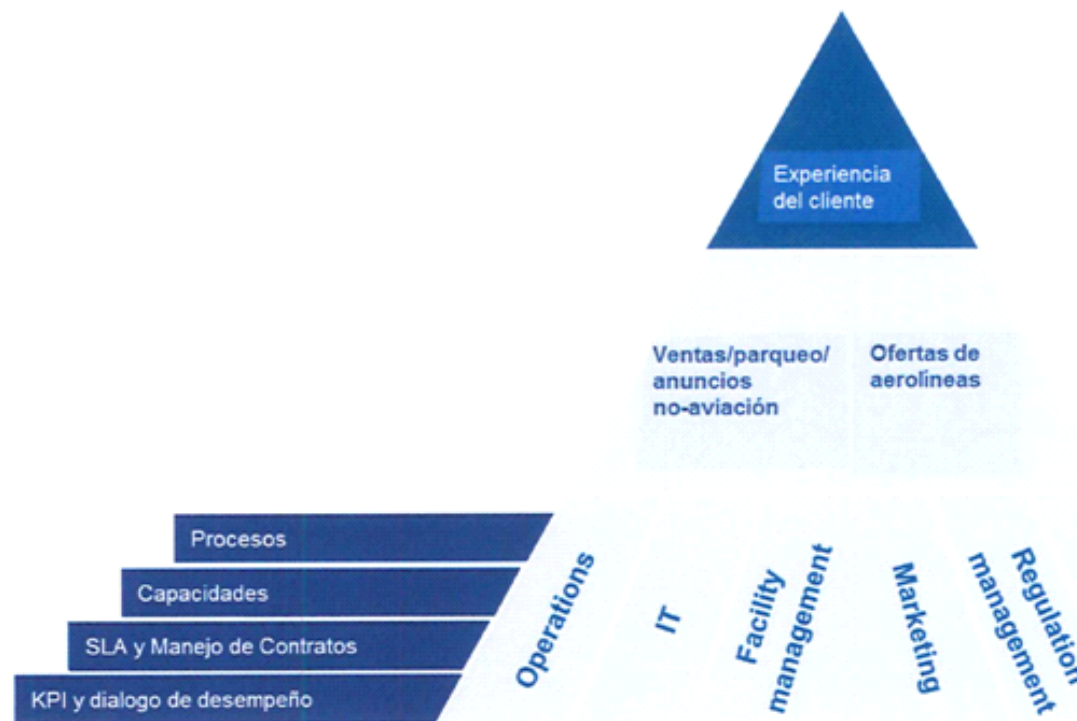 Experiencia
del cliente
Ventas/parqueo/
anuncios
no-aviación
Ofertas de
aerolíneas
Procesos
Capacidades
SLA y Manejo de Contratos
KPI y dialogo de desempeño
Operations
IT
Facility
management
Marketing
Regulation
management